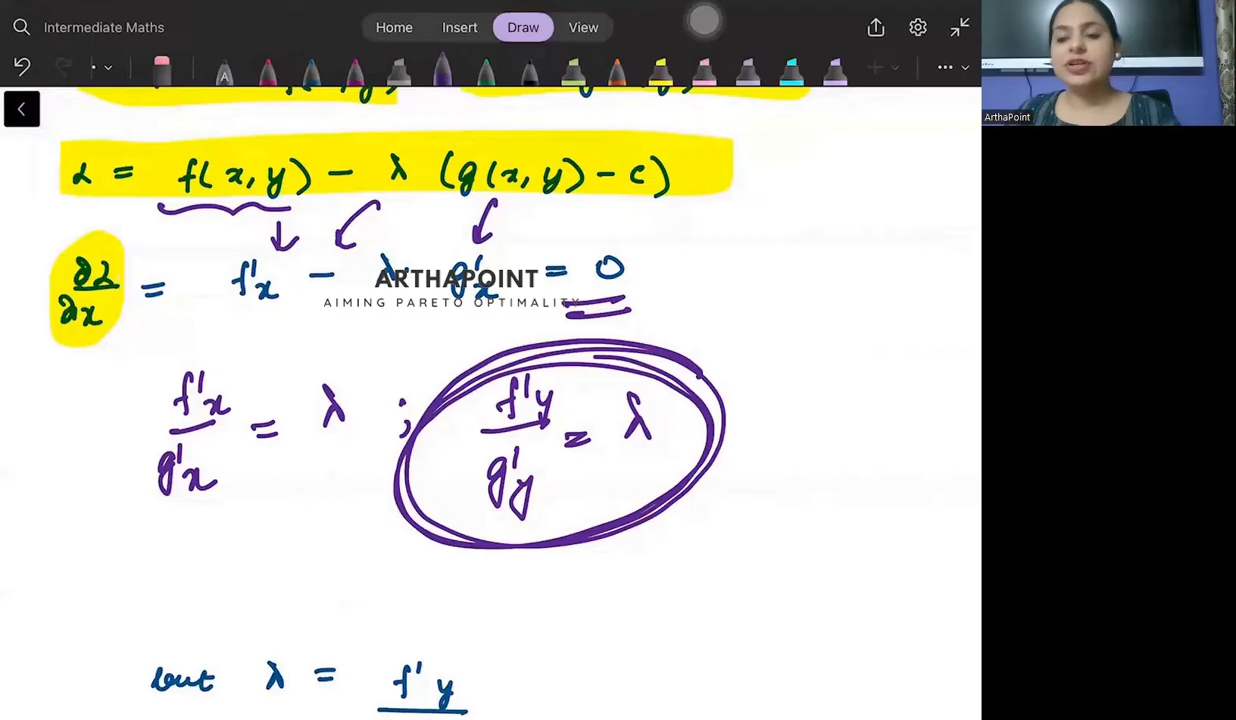 Intermediate Maths
Home Insert Draw View
A
ArthaPoint
L = f(x, y) - λ (g(x, y) - c)
∂L/∂x = f'x - λ g'x = 0
ARTHAPOINT
AIMING PARETO OPTIMALITY
f'x/g'x = λ ; f'y/g'y = λ
but λ = f'y